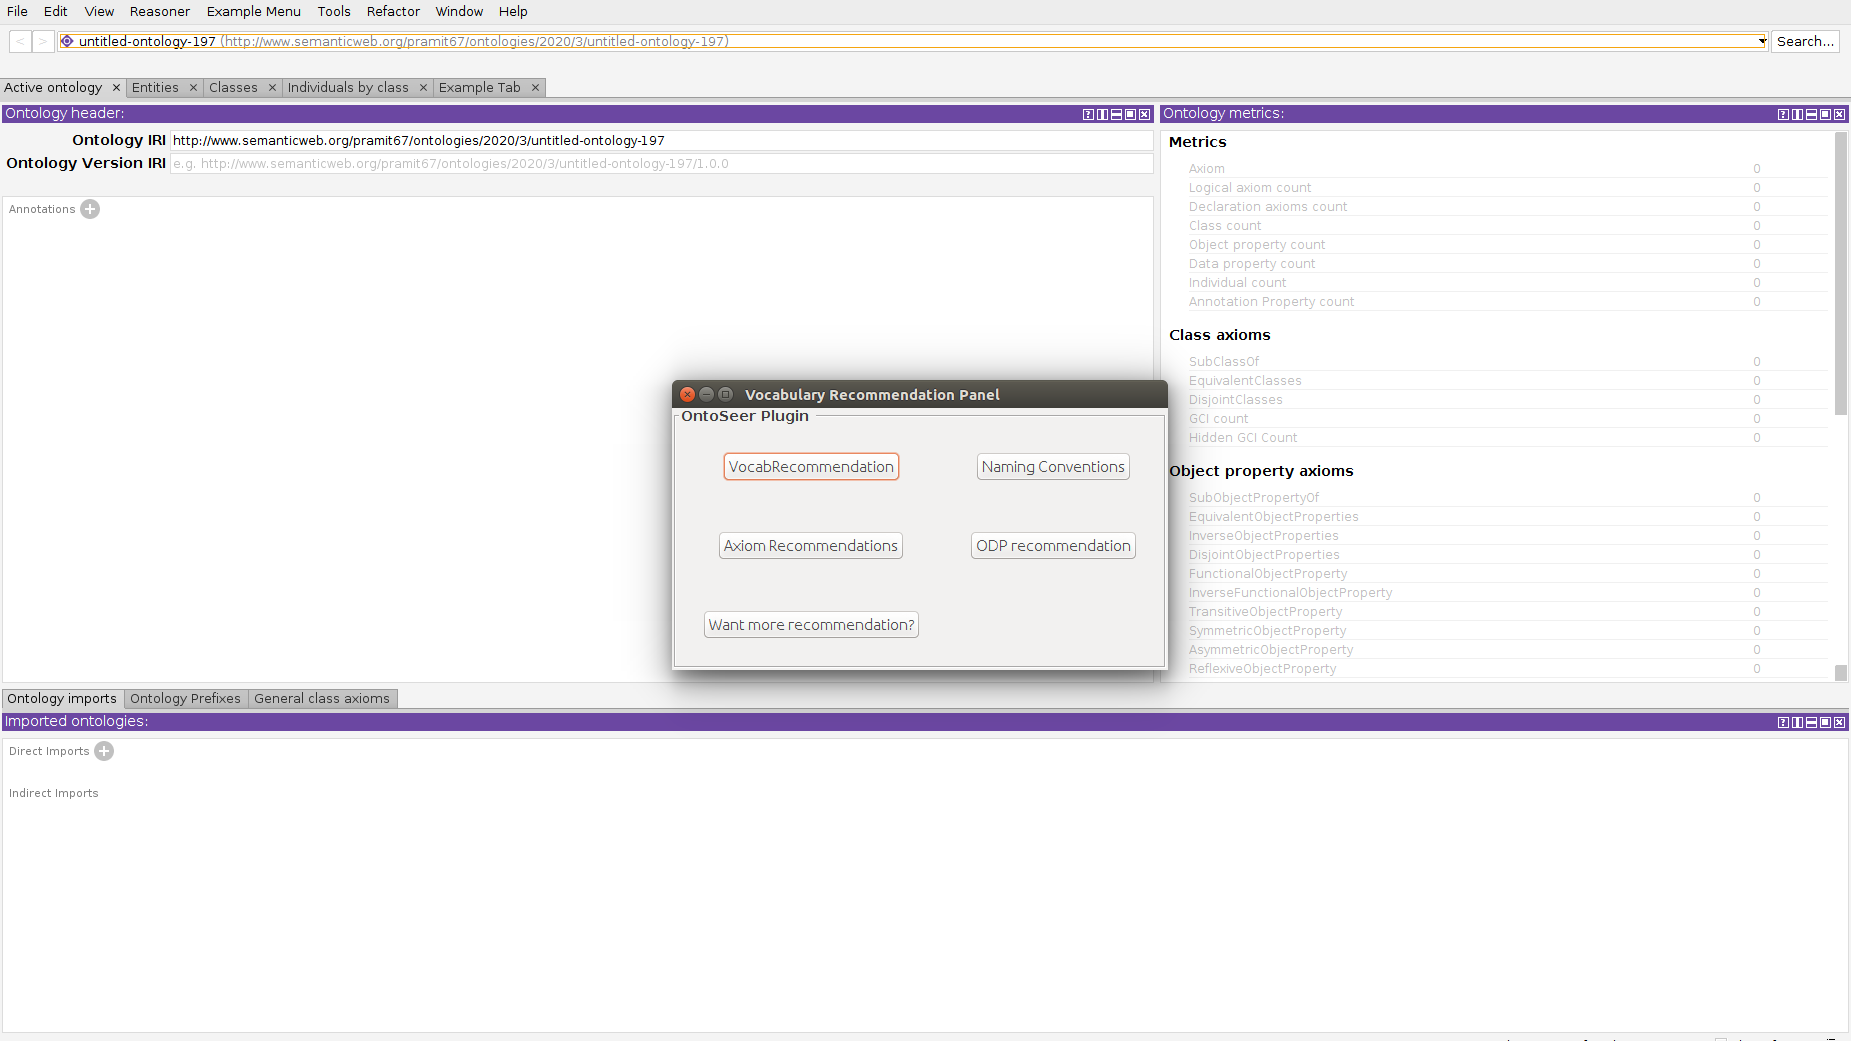 File Edit View Reasoner Example Menu Tools Refactor Window Help
< > untitled-ontology-197 (http://www.semanticweb.org/pramit67/ontologies/2020/3/untitled-ontology-197) Search...
Active ontology × Entities × Classes × Individuals by class × Example Tab ×
Ontology header:
Ontology IRI http://www.semanticweb.org/pramit67/ontologies/2020/3/untitled-ontology-197
Ontology Version IRI e.g. http://www.semanticweb.org/pramit67/ontologies/2020/3/untitled-ontology-197/1.0.0
Annotations +
Ontology metrics:
Metrics
Axiom 0
Logical axiom count 0
Declaration axioms count 0
Class count 0
Object property count 0
Data property count 0
Individual count 0
Annotation Property count 0
Class axioms
SubClassOf 0
EquivalentClasses 0
DisjointClasses 0
GCI count 0
Hidden GCI Count 0
Object property axioms
SubObjectPropertyOf 0
EquivalentObjectProperties 0
InverseObjectProperties 0
DisjointObjectProperties 0
FunctionalObjectProperty 0
InverseFunctionalObjectProperty 0
TransitiveObjectProperty 0
SymmetricObjectProperty 0
AsymmetricObjectProperty 0
ReflexiveObjectProperty 0
Vocabulary Recommendation Panel
OntoSeer Plugin
VocabRecommendation Naming Conventions
Axiom Recommendations ODP recommendation
Want more recommendation?
Ontology imports Ontology Prefixes General class axioms
Imported ontologies:
Direct Imports +
Indirect Imports